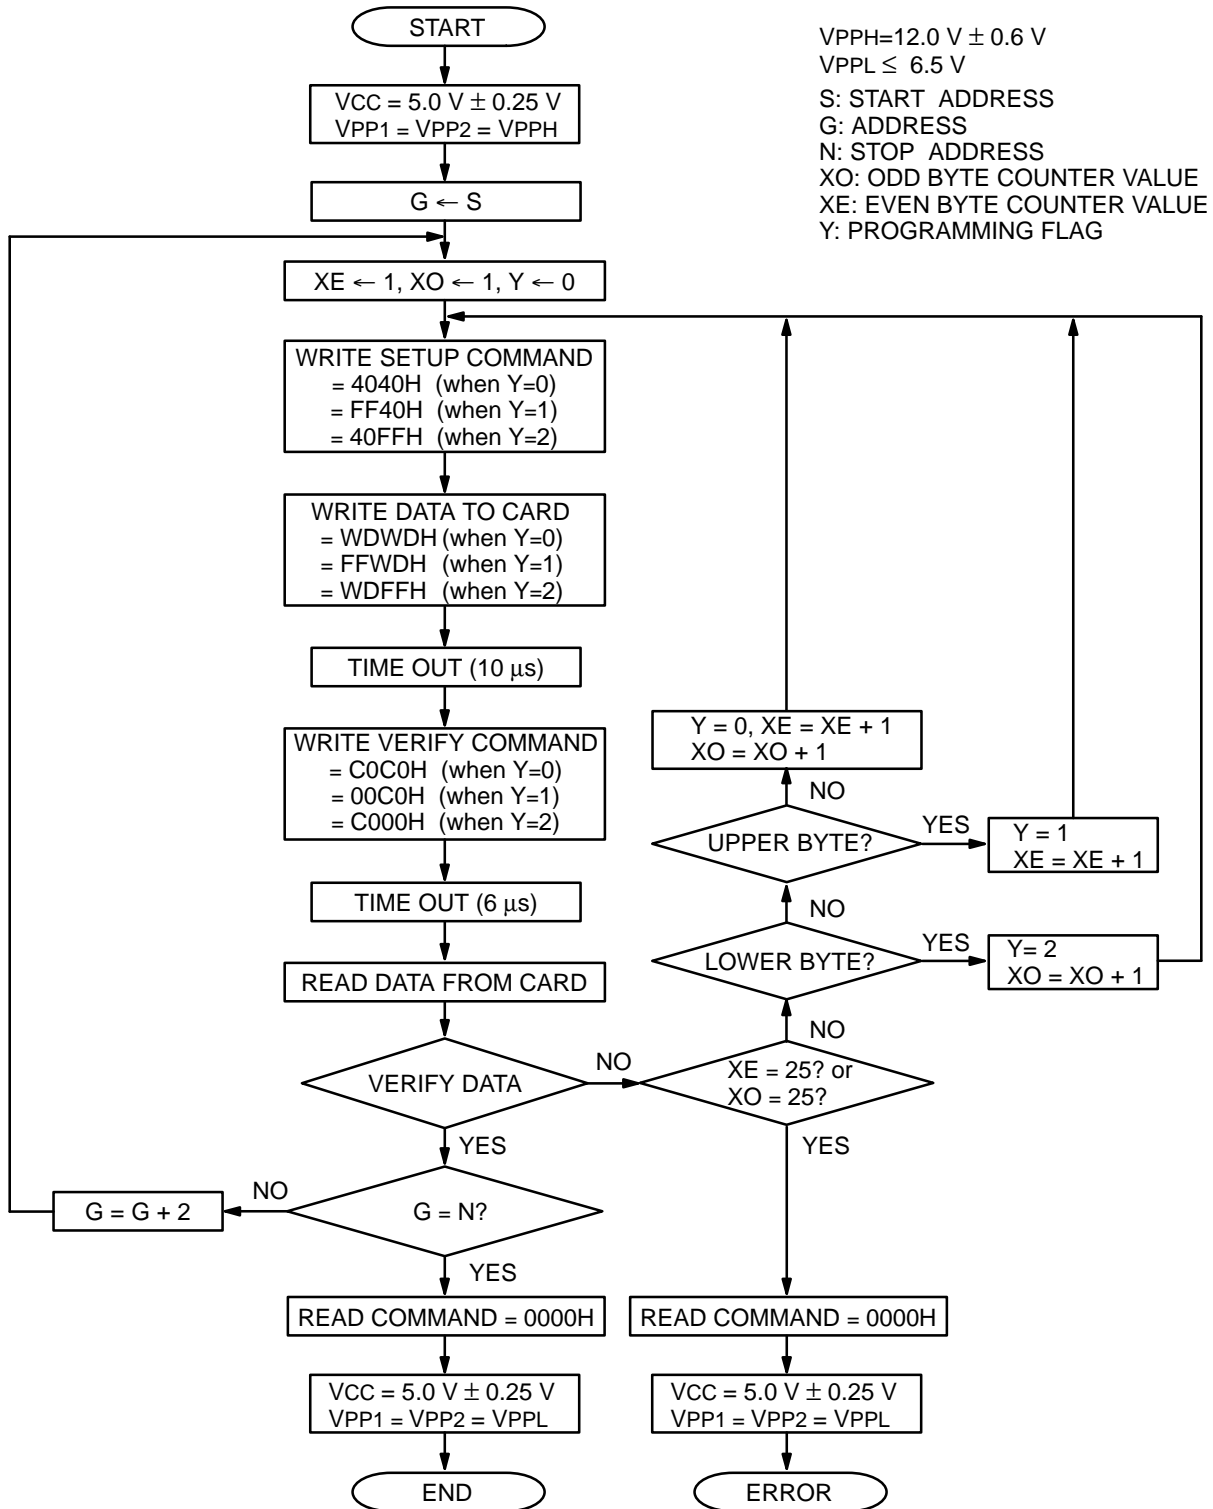 START
VPPH=12.0 V ± 0.6 V
VPPL ≤ 6.5 V
S: START ADDRESS
G: ADDRESS
N: STOP ADDRESS
XO: ODD BYTE COUNTER VALUE
XE: EVEN BYTE COUNTER VALUE
Y: PROGRAMMING FLAG
VCC = 5.0 V ± 0.25 V
VPP1 = VPP2 = VPPH
G ← S
XE ← 1, XO ← 1, Y ← 0
WRITE SETUP COMMAND
= 4040H (when Y=0)
= FF40H (when Y=1)
= 40FFH (when Y=2)
WRITE DATA TO CARD
= WDWDH (when Y=0)
= FFWDH (when Y=1)
= WDFFH (when Y=2)
TIME OUT (10 µs)
WRITE VERIFY COMMAND
= C0C0H (when Y=0)
= 00C0H (when Y=1)
= C000H (when Y=2)
TIME OUT (6 µs)
READ DATA FROM CARD
VERIFY DATA
NO
YES
XE = 25? or
XO = 25?
NO
YES
LOWER BYTE?
YES
NO
Y= 2
XO = XO + 1
UPPER BYTE?
YES
NO
Y = 1
XE = XE + 1
Y = 0, XE = XE + 1
XO = XO + 1
G = N?
NO
YES
G = G + 2
READ COMMAND = 0000H
VCC = 5.0 V ± 0.25 V
VPP1 = VPP2 = VPPL
END
READ COMMAND = 0000H
VCC = 5.0 V ± 0.25 V
VPP1 = VPP2 = VPPL
ERROR